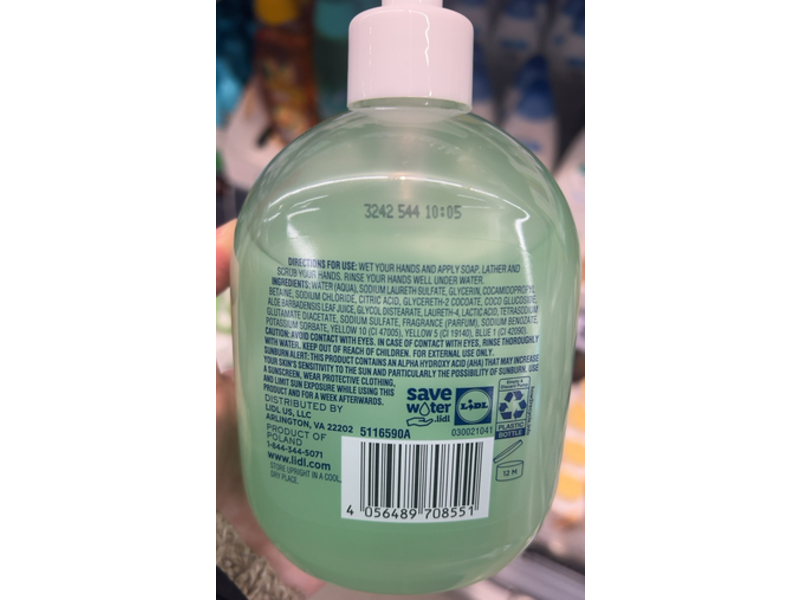 3242 544 10:05
DIRECTIONS FOR USE: WET YOUR HANDS AND APPLY SOAP. LATHER AND
SCRUB YOUR HANDS. RINSE YOUR HANDS WELL UNDER WATER.
INGREDIENTS: WATER (AQUA), SODIUM LAURETH SULFATE, GLYCERIN, COCAMIDOPROPYL
BETAINE, SODIUM CHLORIDE, CITRIC ACID, GLYCERETH-2 COCOATE, COCO GLUCOSIDE,
ALOE BARBADENSIS LEAF JUICE, GLYCOL DISTEARATE, LAURETH-4, LACTIC ACID, TETRASODIUM
GLUTAMATE DIACETATE, SODIUM SULFATE, FRAGRANCE (PARFUM), SODIUM BENZOATE,
POTASSIUM SORBATE, YELLOW 10 (CI 47005), YELLOW 5 (CI 19140), BLUE 1 (CI 42090).
CAUTION: AVOID CONTACT WITH EYES. IN CASE OF CONTACT WITH EYES, RINSE THOROUGHLY
WITH WATER. KEEP OUT OF REACH OF CHILDREN. FOR EXTERNAL USE ONLY.
SUNBURN ALERT: THIS PRODUCT CONTAINS AN ALPHA HYDROXY ACID (AHA) THAT MAY INCREASE
YOUR SKIN'S SENSITIVITY TO THE SUN AND PARTICULARLY THE POSSIBILITY OF SUNBURN. USE
A SUNSCREEN, WEAR PROTECTIVE CLOTHING,
AND LIMIT SUN EXPOSURE WHILE USING THIS
PRODUCT AND FOR A WEEK AFTERWARDS.
DISTRIBUTED BY
LIDL US, LLC
ARLINGTON, VA 22202
PRODUCT OF
POLAND
1-844-344-5071
www.lidl.com
STORE UPRIGHT IN A COOL,
DRY PLACE.
save
water
.lidl
LIDL
PLASTIC
BOTTLE
5116590A
030021041
12 M
4 056489 708551